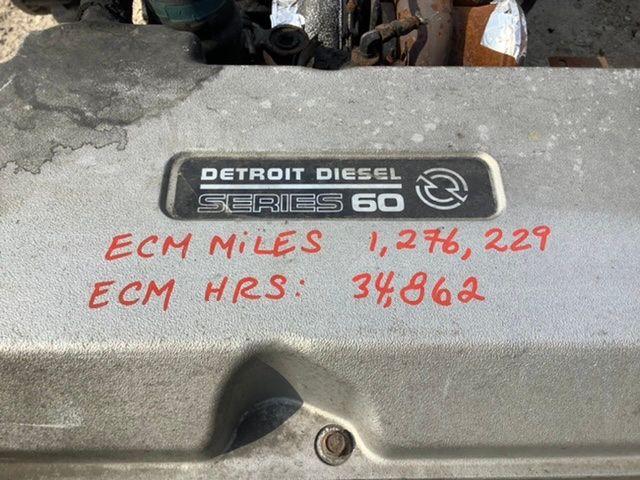 DETROIT DIESEL
SERIES 60
ECM MiLES 1,276,229
ECM HRS: 34,862